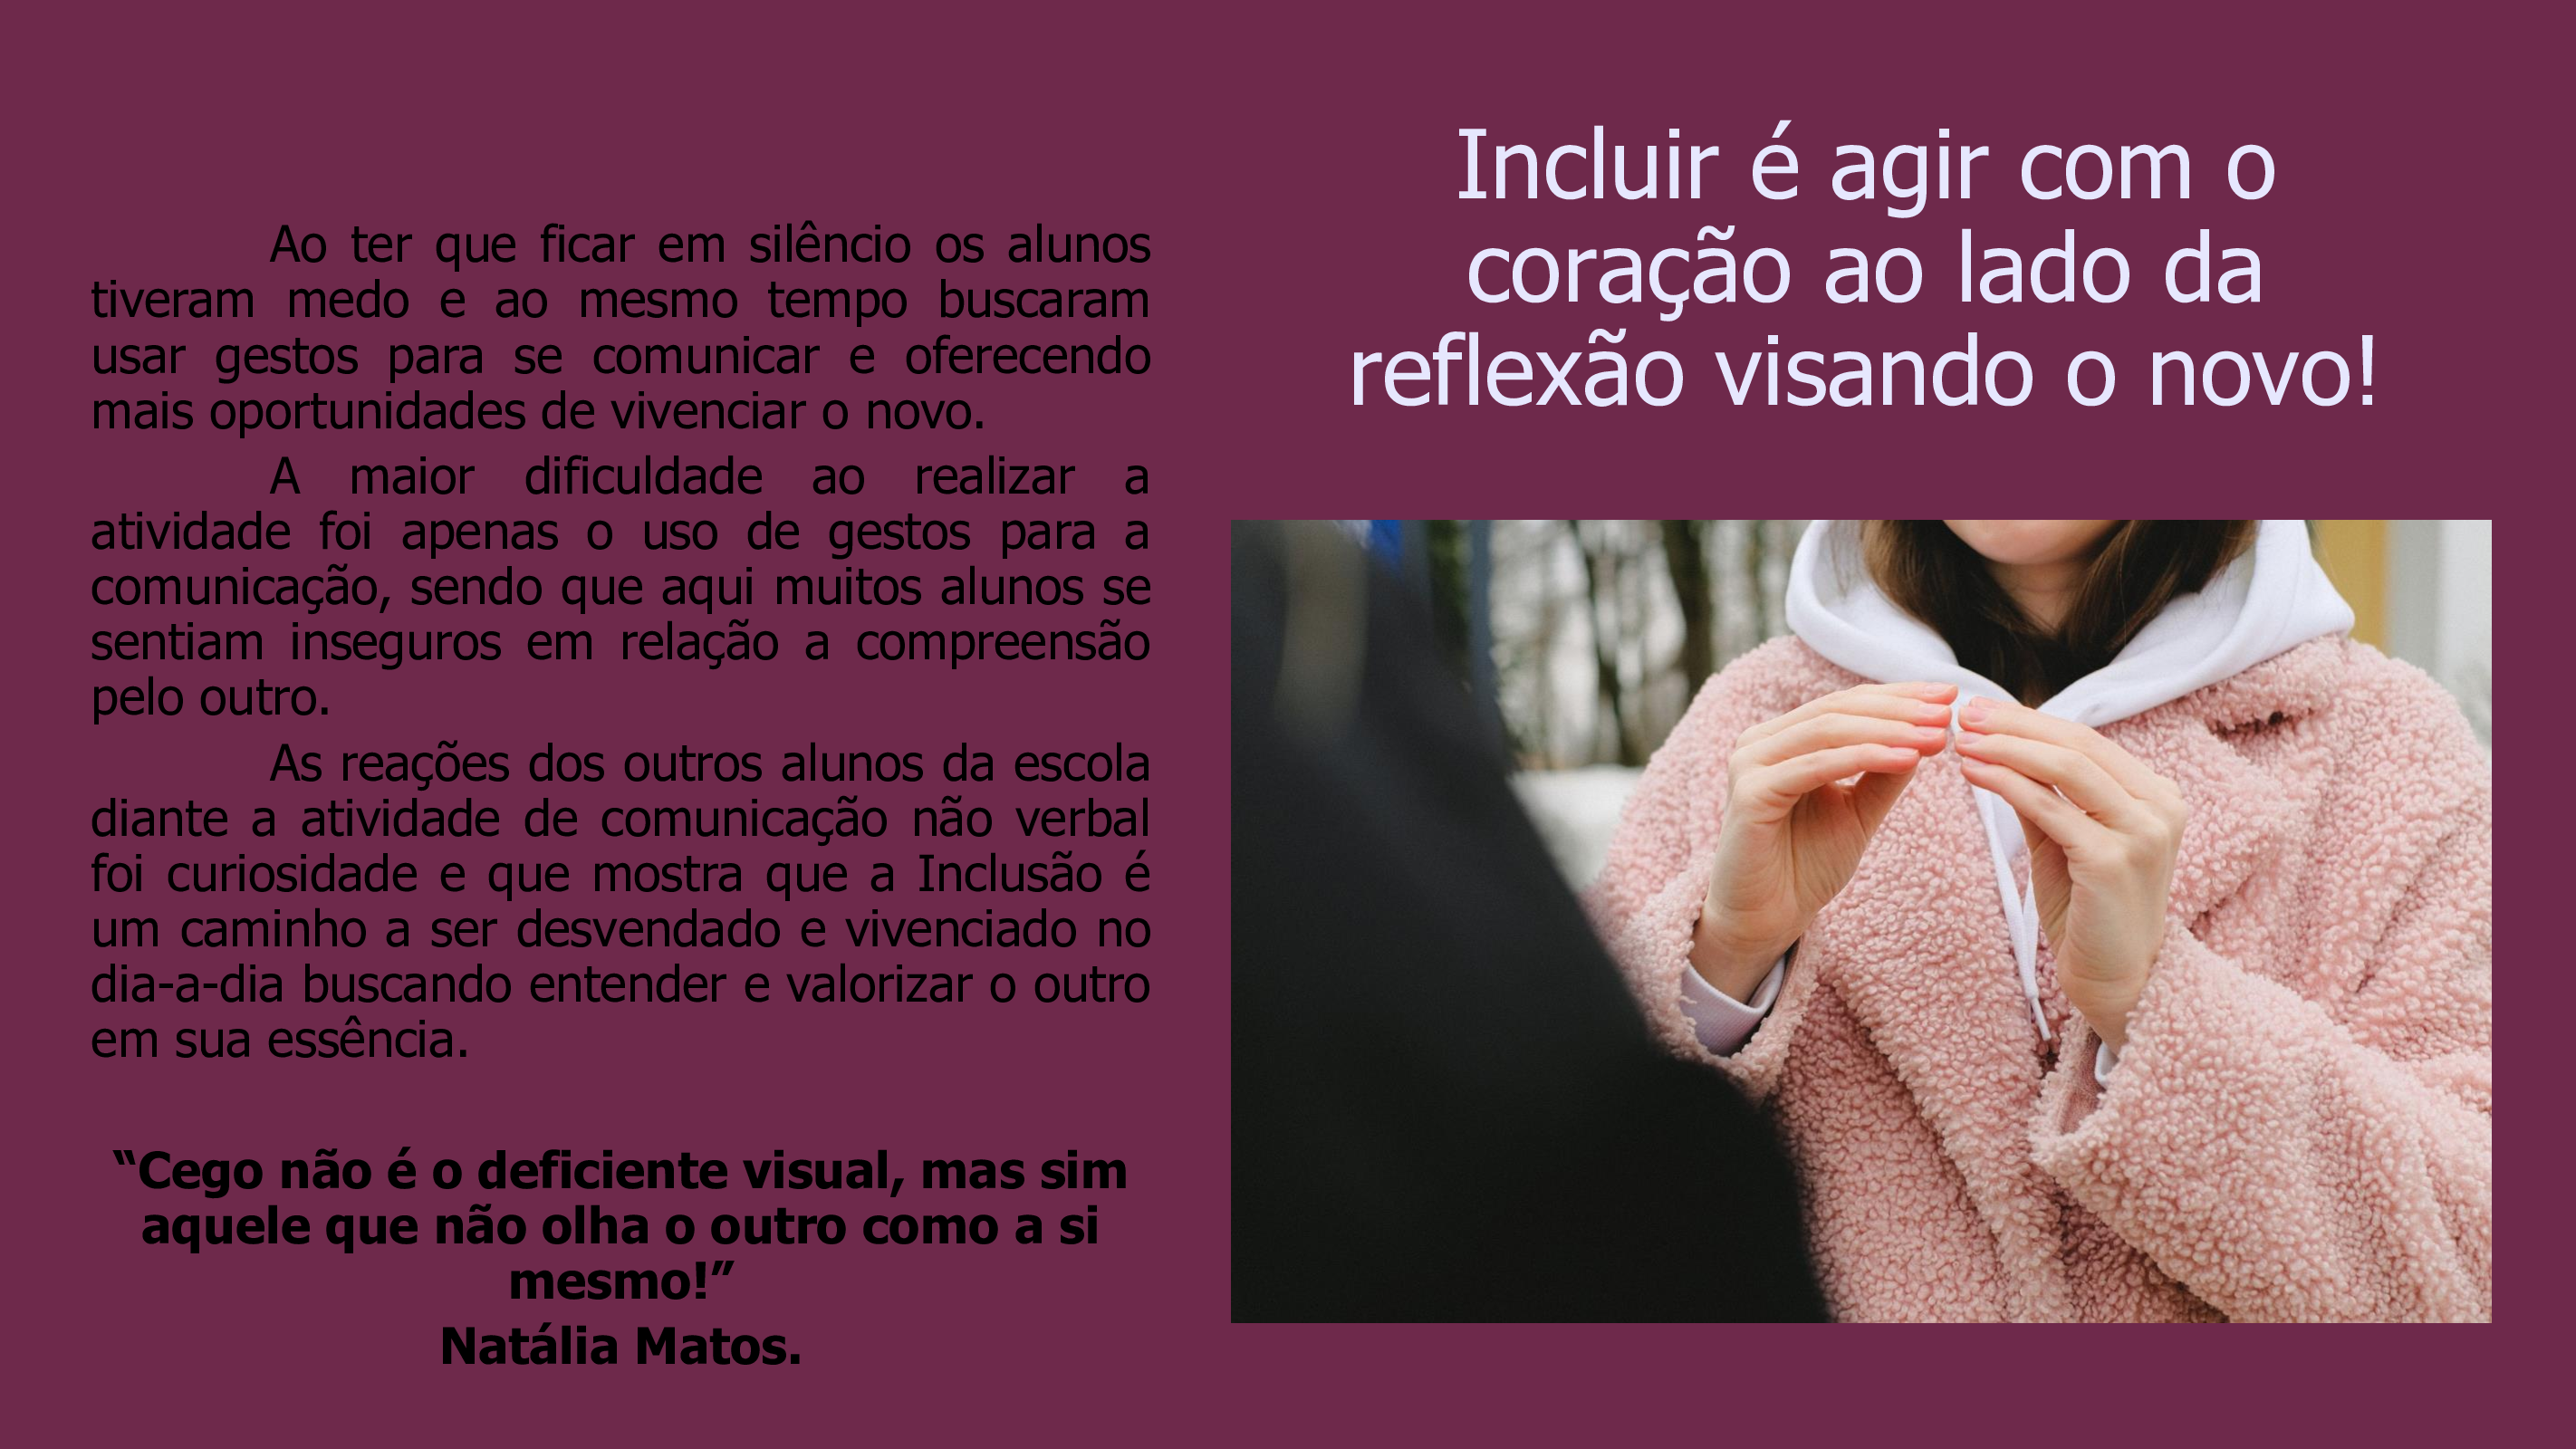 Incluir é agir com o
coração ao lado da
reflexão visando o novo!
Ao ter que ficar em silêncio os alunos
tiveram medo e ao mesmo tempo buscaram
usar gestos para se comunicar e oferecendo
mais oportunidades de vivenciar o novo.
A maior dificuldade ao realizar a
atividade foi apenas o uso de gestos para a
comunicação, sendo que aqui muitos alunos se
sentiam inseguros em relação a compreensão
pelo outro.
As reações dos outros alunos da escola
diante a atividade de comunicação não verbal
foi curiosidade e que mostra que a Inclusão é
um caminho a ser desvendado e vivenciado no
dia-a-dia buscando entender e valorizar o outro
em sua essência.
“Cego não é o deficiente visual, mas sim
aquele que não olha o outro como a si
mesmo!”
Natália Matos.